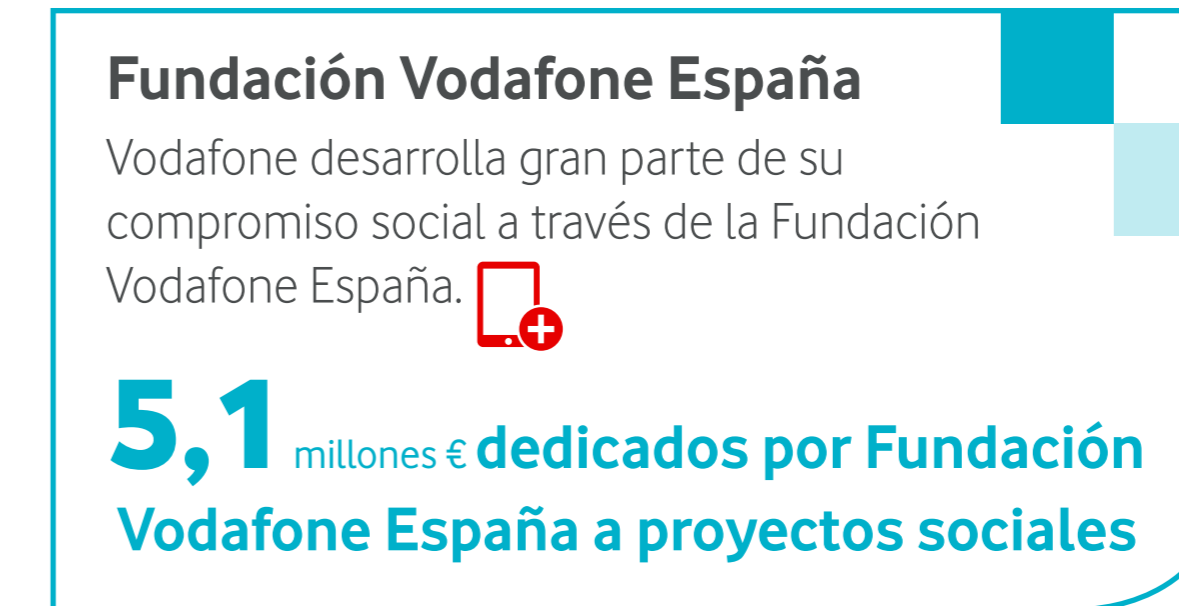 Fundación Vodafone España
Vodafone desarrolla gran parte de su
compromiso social a través de la Fundación
Vodafone España.
5,1 millones € dedicados por Fundación
Vodafone España a proyectos sociales